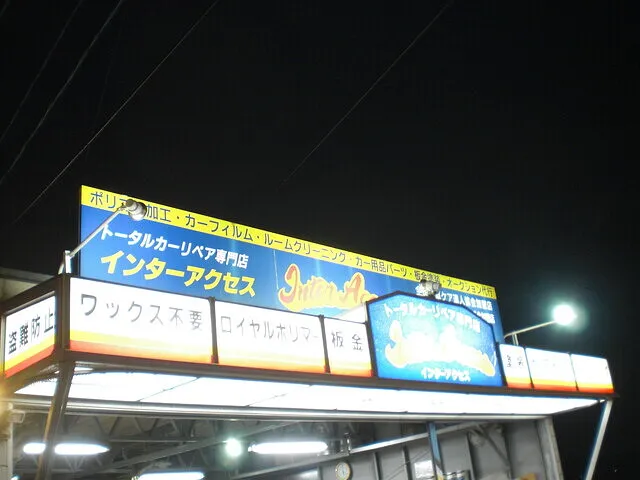 ポリマー加工・カーフィルム・ルームクリーニング・カー用品パーツ・板金塗装・オークション代行
トータルカーリペア専門店
インターアクセス
盗難防止
ワックス不要
ロイヤルポリマー
板金
トータルカーリペア専門店
インターアクセス